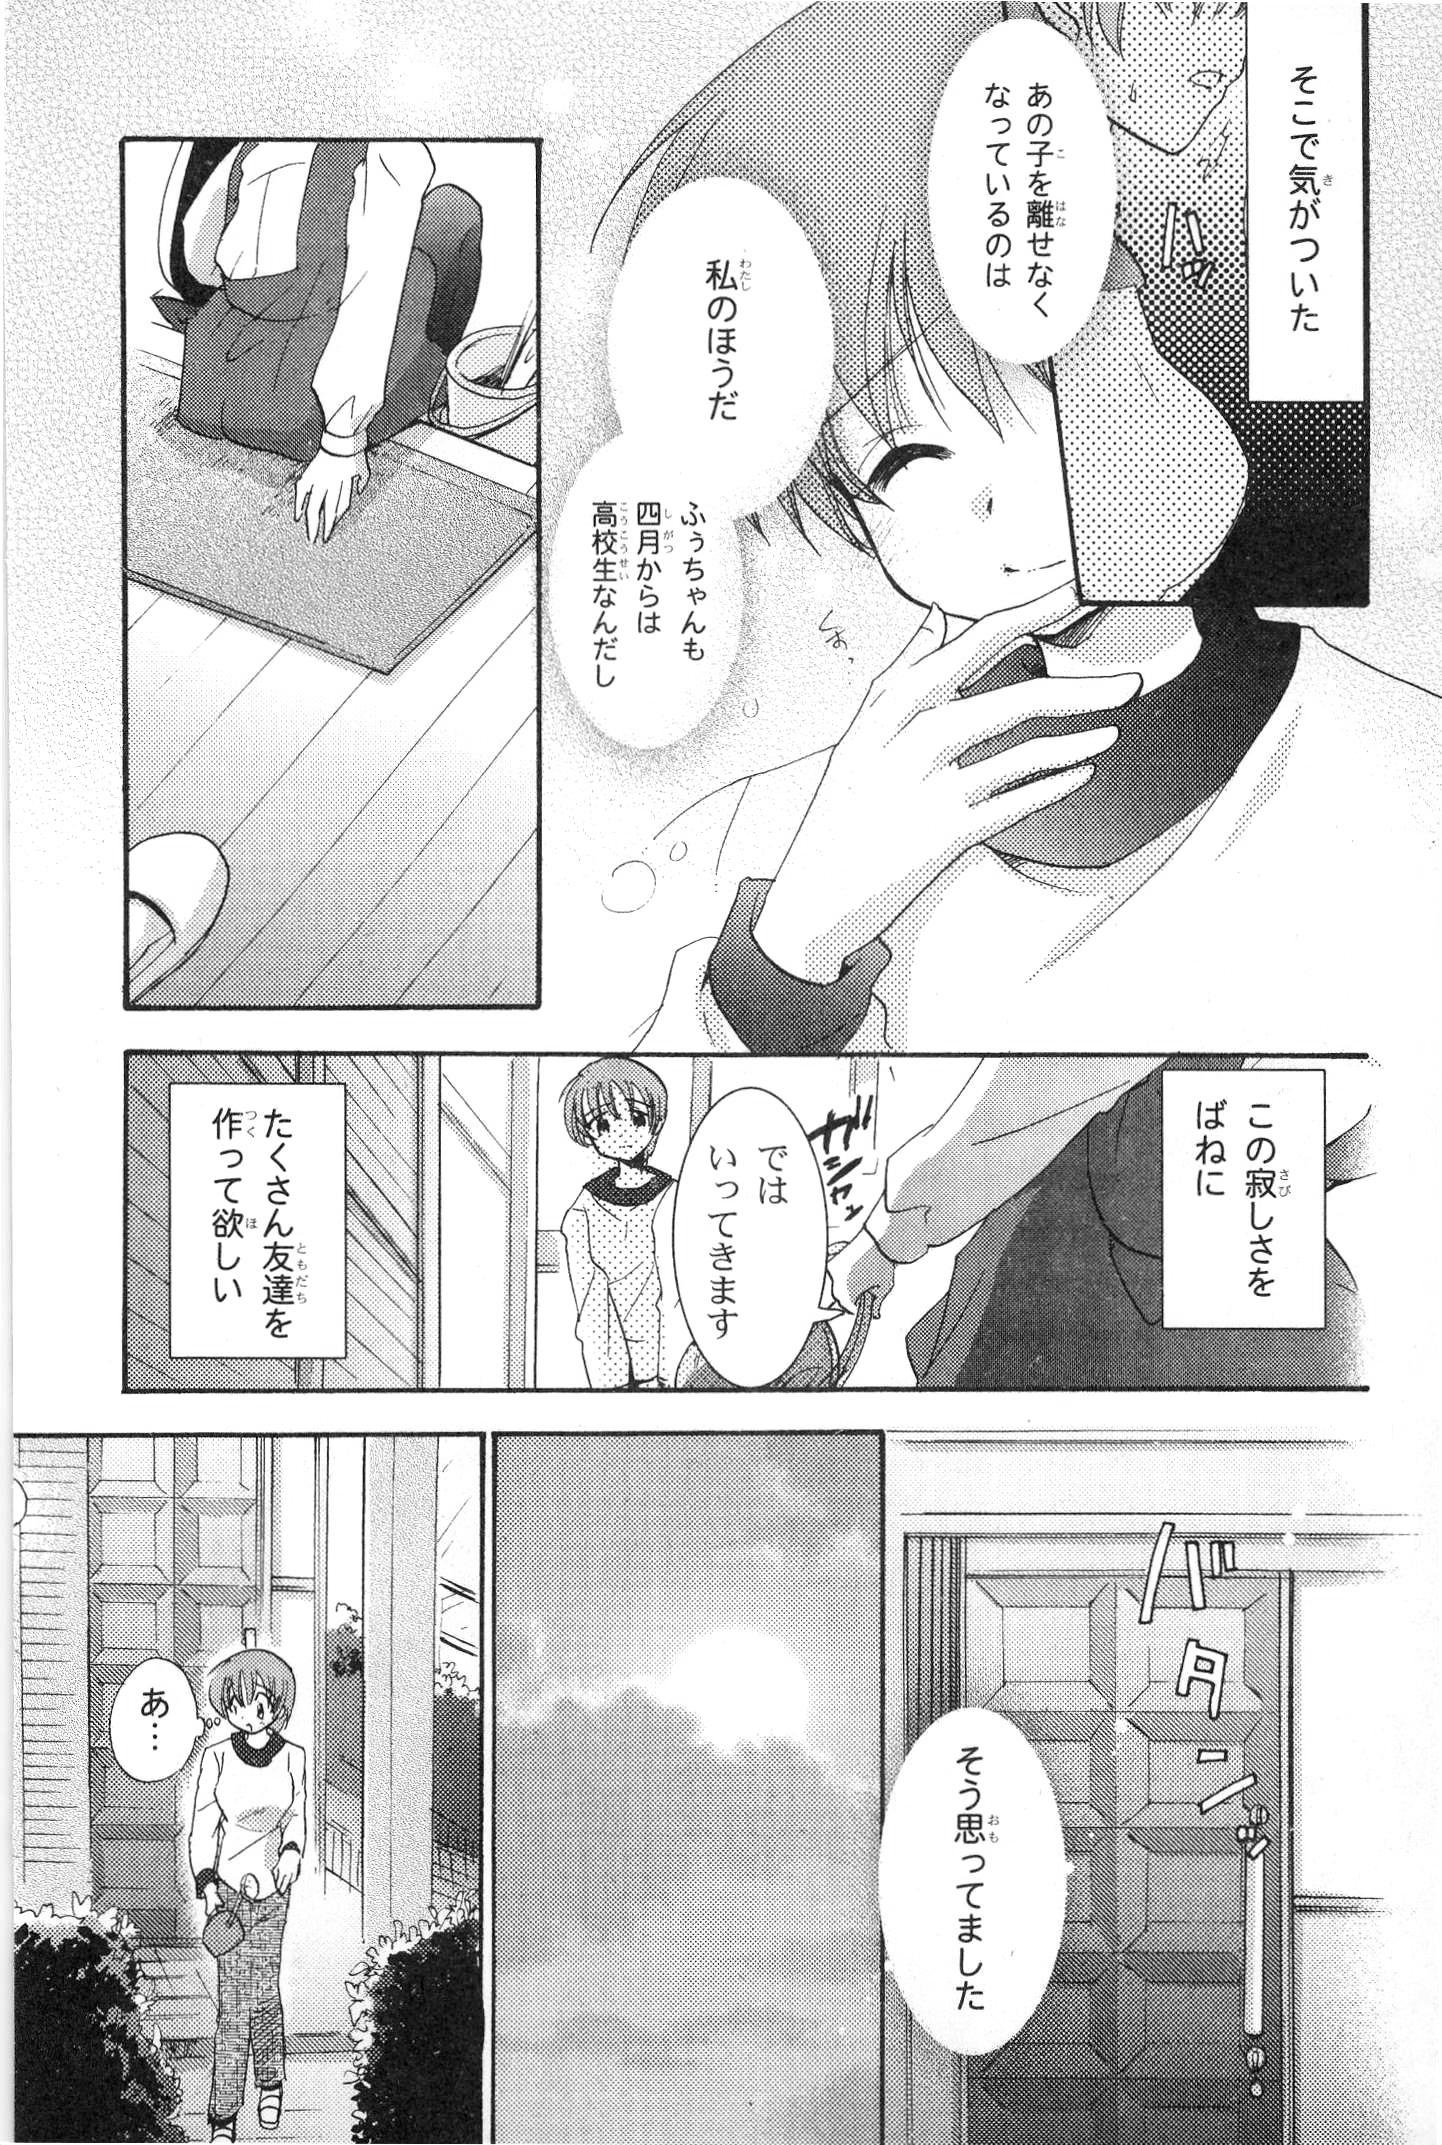 そこで気がついた
あの子を離せなく
なっているのは
私のほうだ
ふぅちゃんも
四月からは
高校生なんだし
この寂しさを
ばねに
ガシャッ
では
いってきます
たくさん友達を
作って欲しい
バターン
そう思ってました
あ…